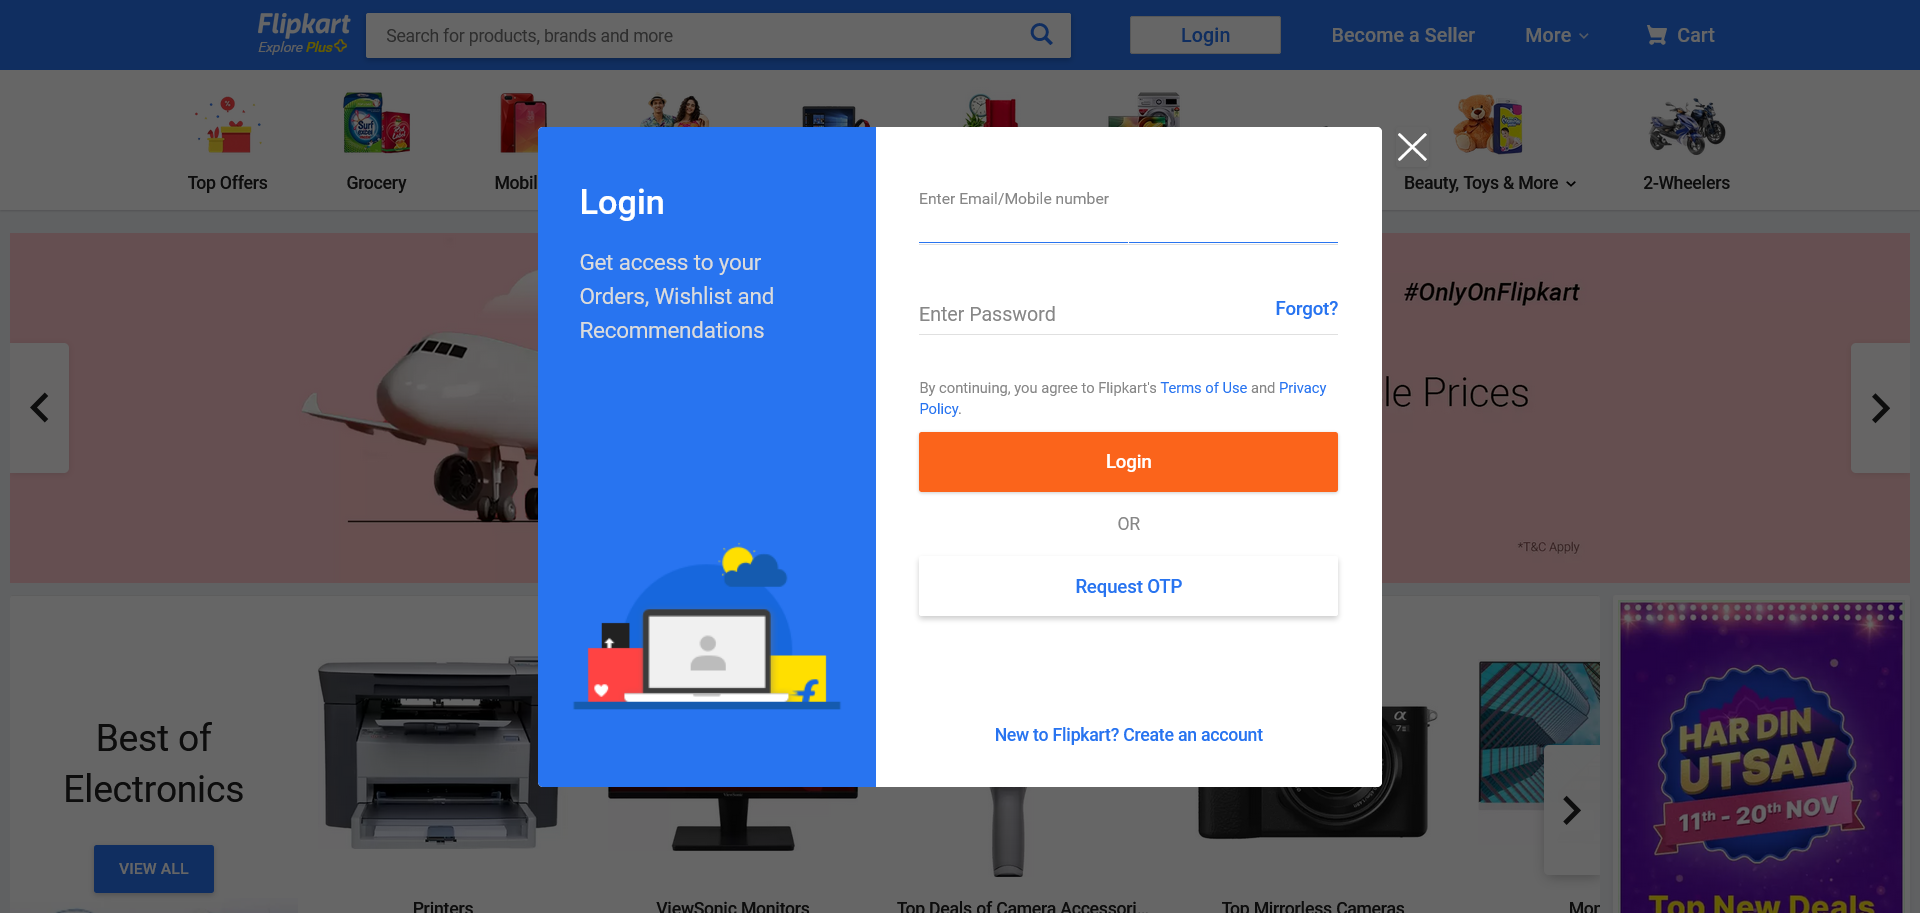 Flipkart
Explore Plus
Search for products, brands and more
Login
Become a Seller
More
Cart
Top Offers
Grocery
Mobil
Beauty, Toys & More
2-Wheelers
Login
Get access to your
Orders, Wishlist and
Recommendations
Enter Email/Mobile number
Enter Password
Forgot?
By continuing, you agree to Flipkart's Terms of Use and Privacy
Policy.
Login
OR
Request OTP
New to Flipkart? Create an account
#OnlyOnFlipkart
le Prices
*T&C Apply
Best of
Electronics
VIEW ALL
Printers
ViewSonic Monitors
Top Deals of Camera Accessori...
Top Mirrorless Cameras
Mor
α
7s
Surf
HAR DIN
UTSAV
11th - 20th NOV
Top New Deals